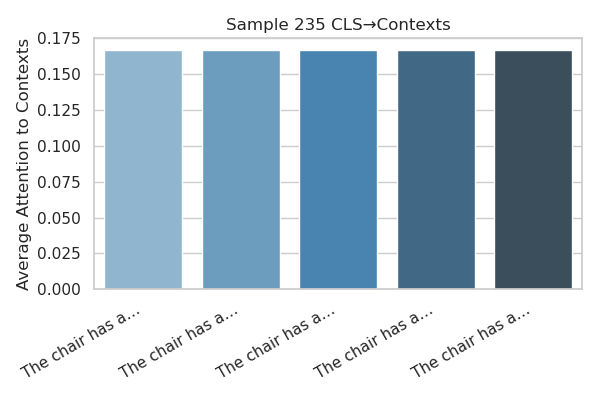 Sample 235 CLS→Contexts
Average Attention to Contexts
0.175
0.150
0.125
0.100
0.075
0.050
0.025
0.000
The chair has a...
The chair has a...
The chair has a...
The chair has a...
The chair has a...